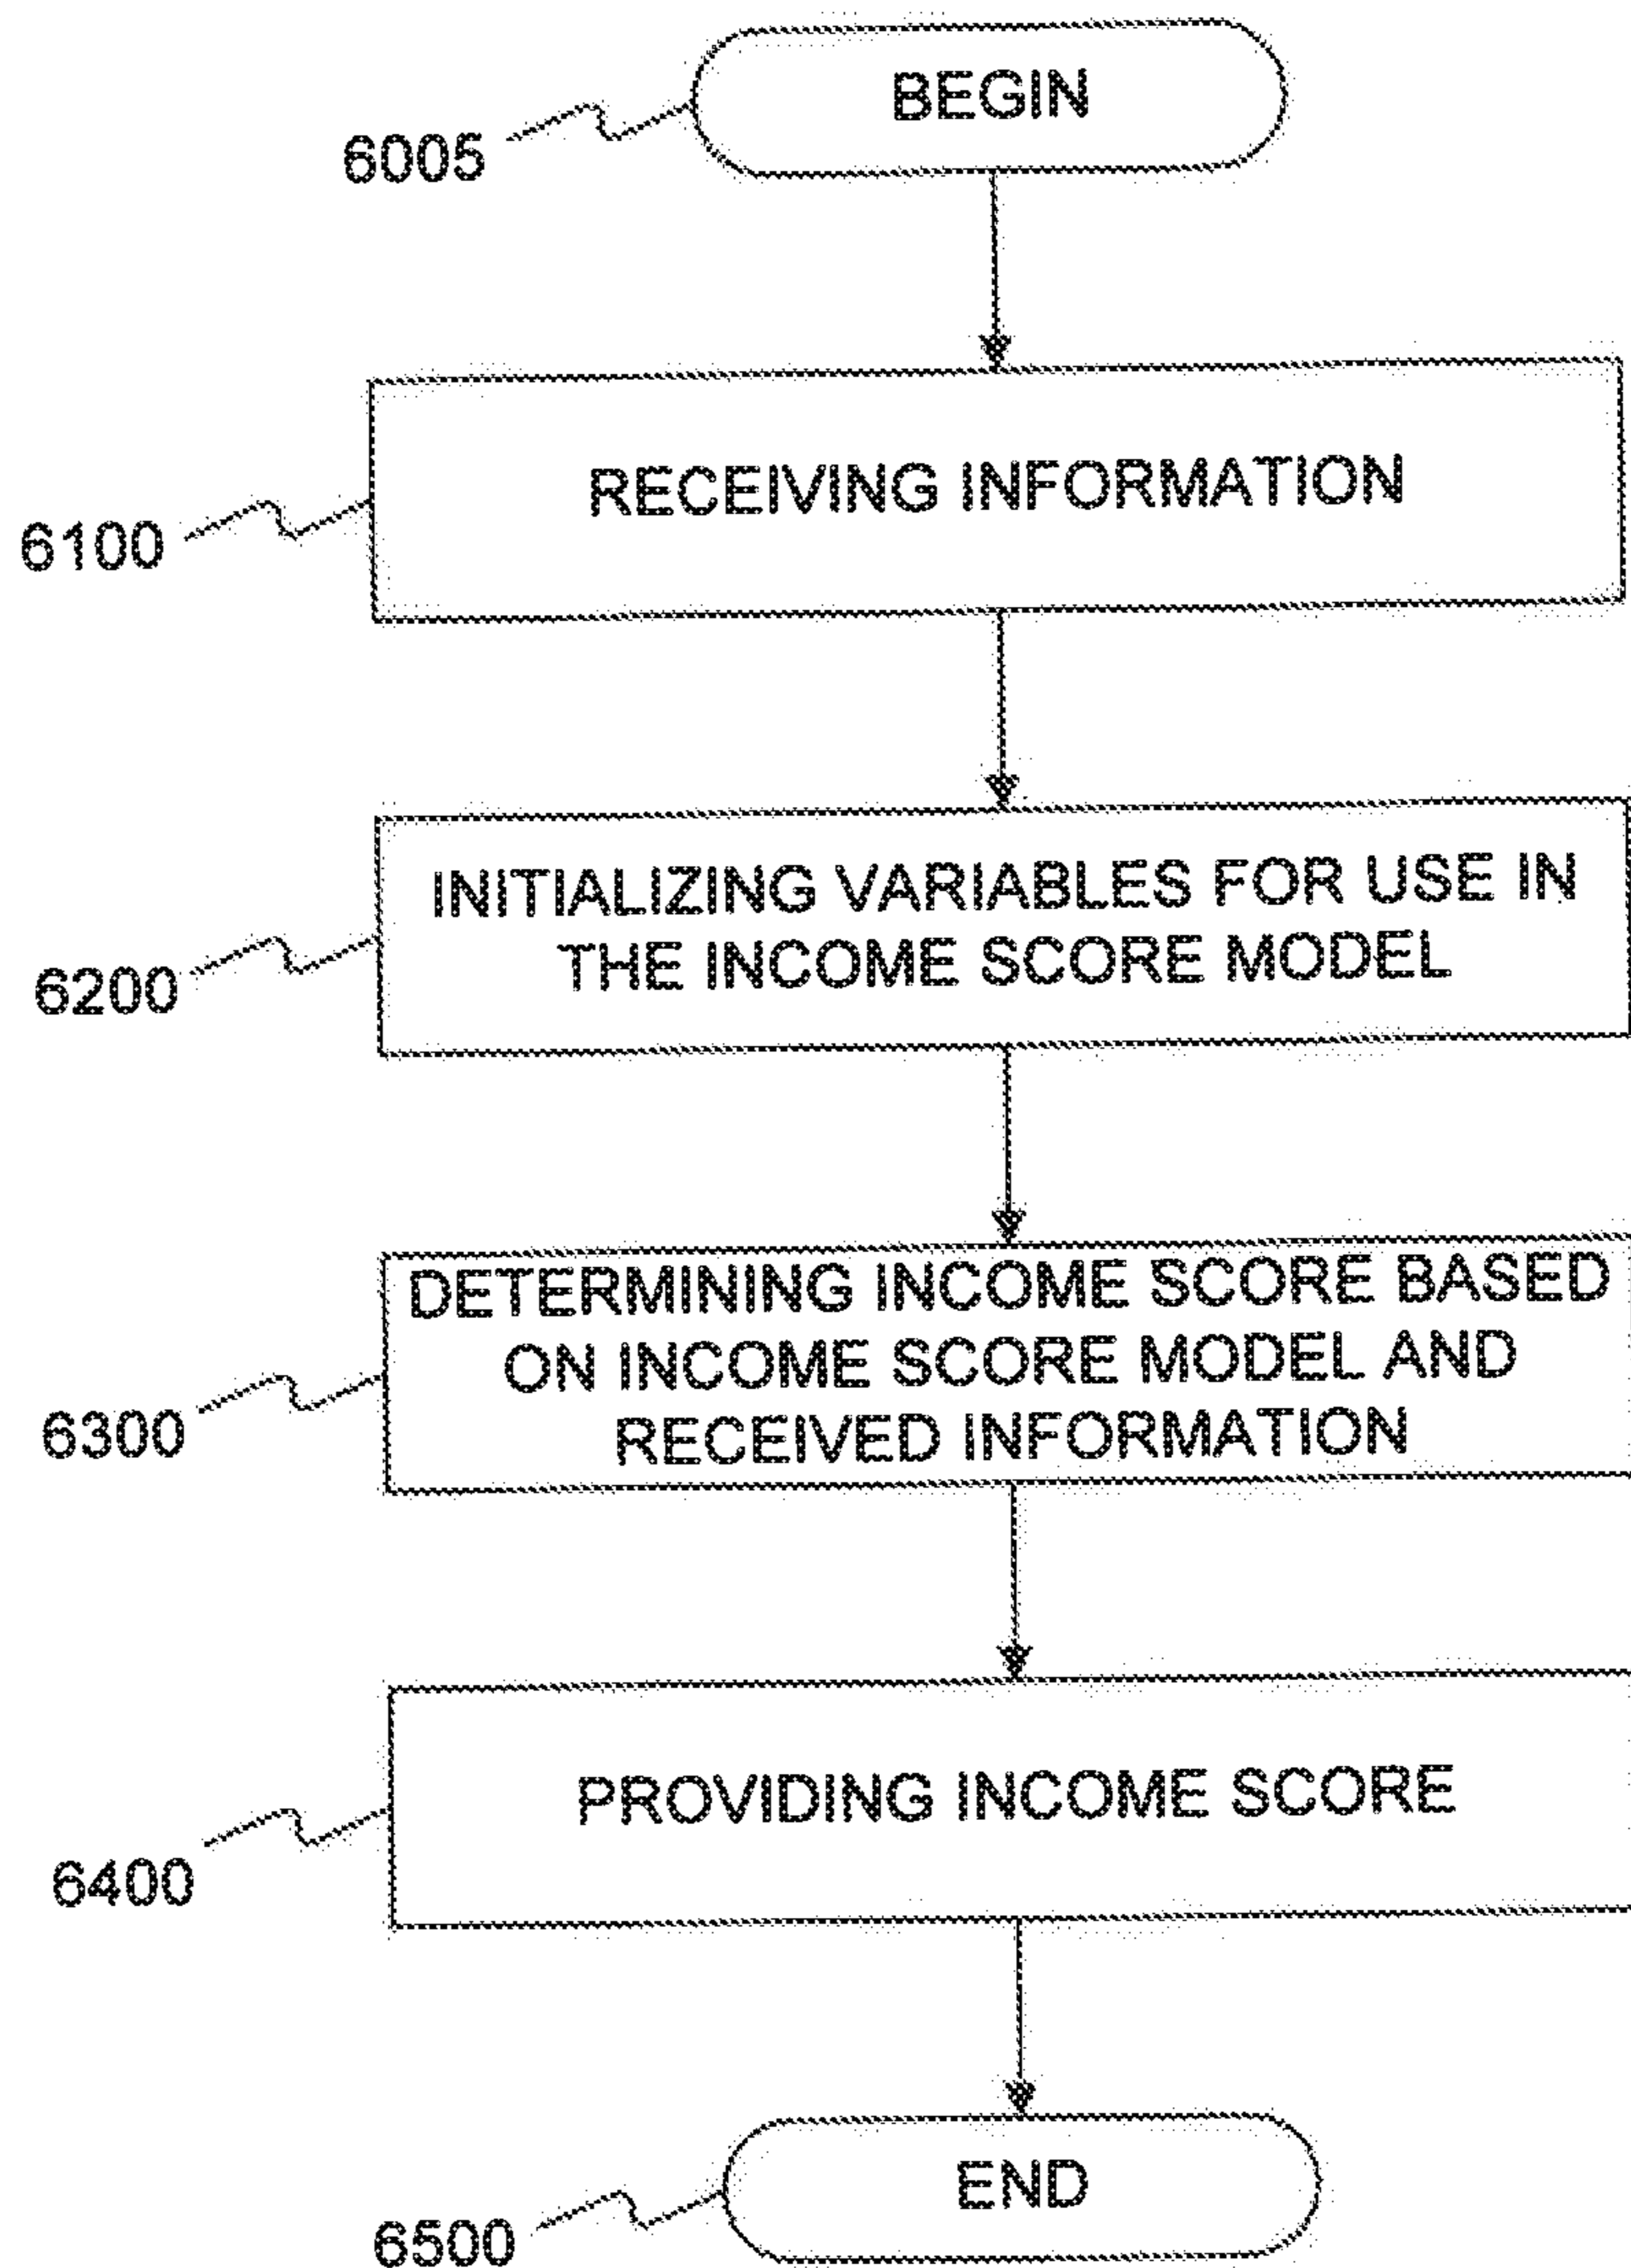 BEGIN
6005
RECEIVING INFORMATION
6100
INITIALIZING VARIABLES FOR USE IN
THE INCOME SCORE MODEL
6200
DETERMINING INCOME SCORE BASED
ON INCOME SCORE MODEL AND
RECEIVED INFORMATION
6300
PROVIDING INCOME SCORE
6400
END
6500